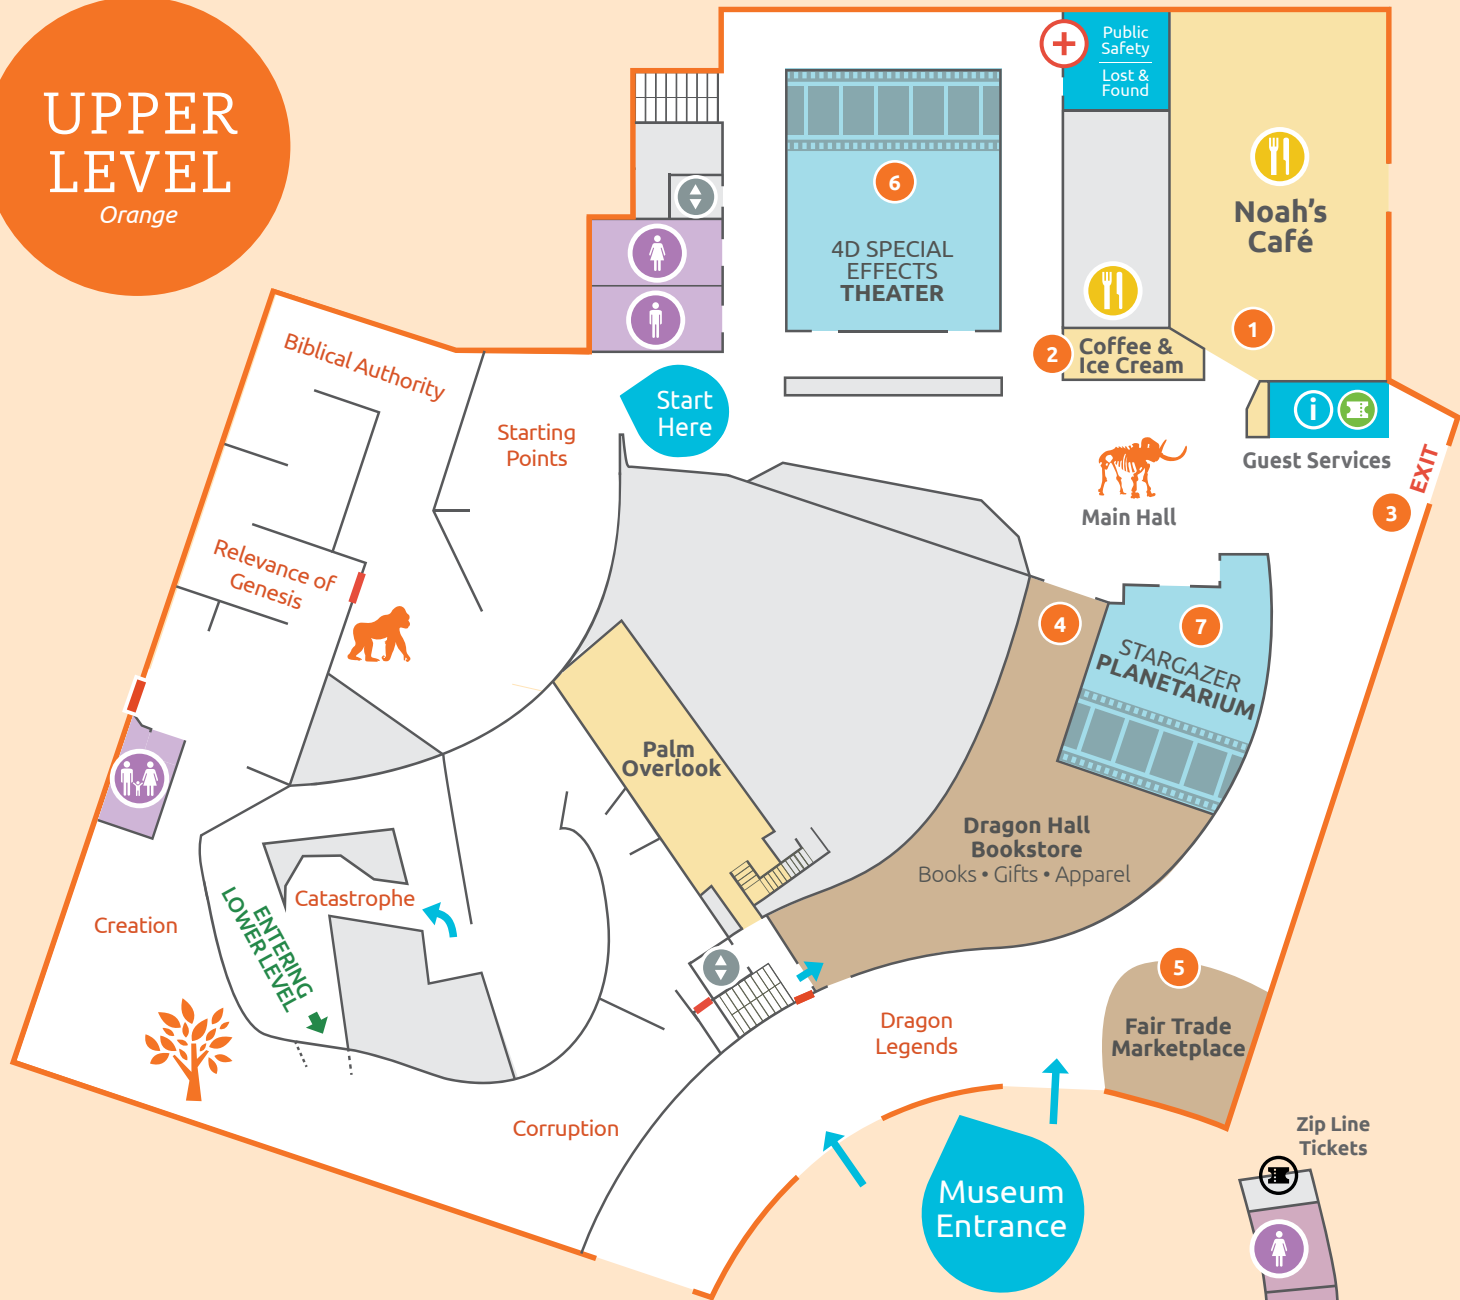 UPPER
LEVEL
Orange
Public
Safety
Lost &
Found
Noah's
Café
6
4D SPECIAL
EFFECTS
THEATER
1
2
Coffee &
Ice Cream
i
Guest Services
EXIT
3
Main Hall
Start
Here
Biblical Authority
Starting
Points
Relevance of
Genesis
4
7
STARGAZER
PLANETARIUM
Palm
Overlook
Dragon Hall
Bookstore
Books • Gifts • Apparel
Catastrophe
Creation
ENTERING
LOWER LEVEL
5
Fair Trade
Marketplace
Dragon
Legends
Corruption
Museum
Entrance
Zip Line
Tickets